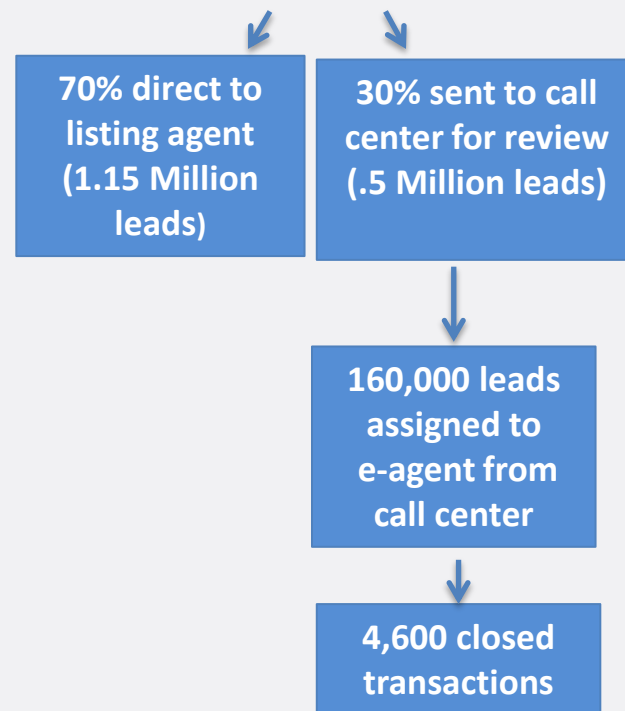 70% direct to
listing agent
(1.15 Million
leads)
30% sent to call
center for review
(.5 Million leads)
160,000 leads
assigned to
e-agent from
call center
4,600 closed
transactions